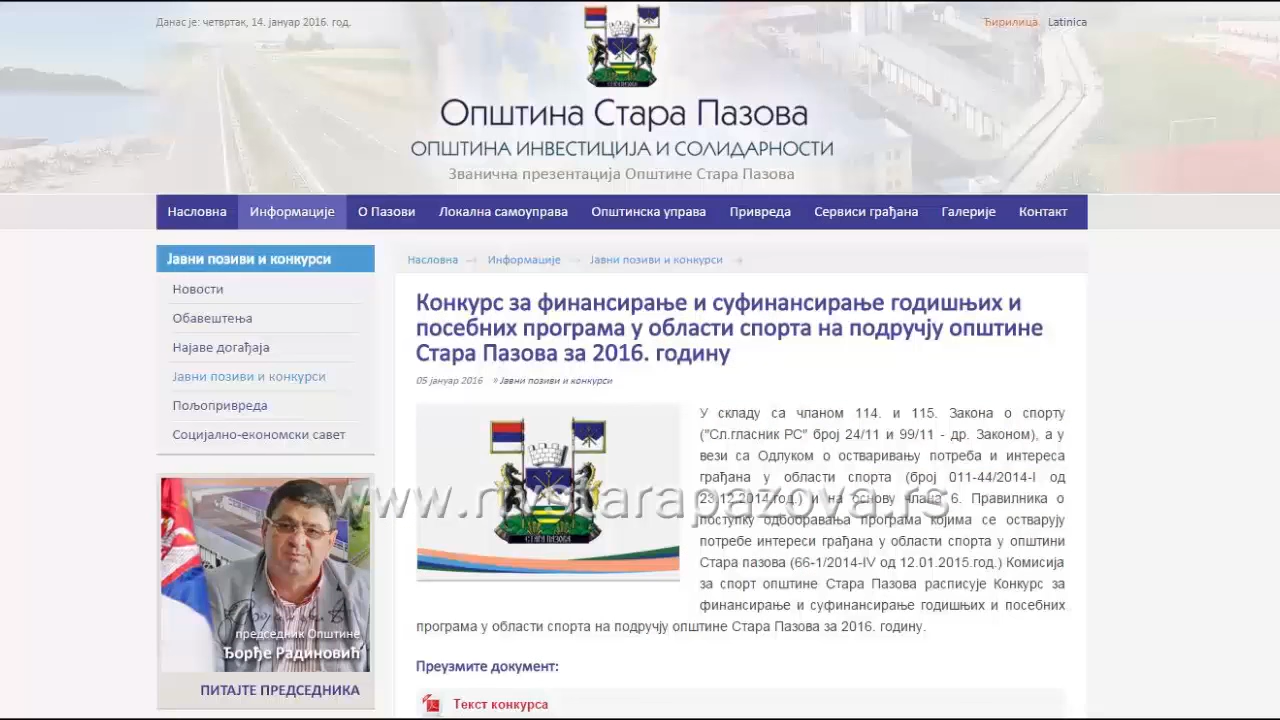 Данас је: четвртак, 14. јануар 2016. год.
Ћирилица Latinica
Општина Стара Пазова
ОПШТИНА ИНВЕСТИЦИЈА И СОЛИДАРНОСТИ
Званична презентација Општине Стара Пазова
Насловна Информације О Пазови Локална самоуправа Општинска управа Привреда Сервиси грађана Галерије Контакт
Јавни позиви и конкурси
Новости
Обавештења
Најаве догађаја
Јавни позиви и конкурси
Пољопривреда
Социјално-економски савет
председник Општине
Ђорђе Радиновић
ПИТАЈТЕ ПРЕДСЕДНИКА
Насловна → Информације → Јавни позиви и конкурси →
Конкурс за финансирање и суфинансирање годишњих и
посебних програма у области спорта на подручју општине
Стара Пазова за 2016. годину
05 јануар 2016 » Јавни позиви и конкурси
СТАРА ПАЗОВА
У складу са чланом 114. и 115. Закона о спорту
("Сл.гласник РС" број 24/11 и 99/11 - др. Законом), а у
вези са Одлуком о остваривању потреба и интереса
грађана у области спорта (број 011-44/2014-I од
23.12.2014.год.) и на основу члана 6. Правилника о
поступку одбобравања програма којима се остварују
потребе интереси грађана у области спорта у општини
Стара пазова (66-1/2014-IV од 12.01.2015.год.) Комисија
за спорт општине Стара Пазова расписује Конкурс за
финансирање и суфинансирање годишњих и посебних
програма у области спорта на подручју општине Стара Пазова за 2016. годину.
Преузмите документ:
Текст конкурса
www.rtvstarapazova.rs